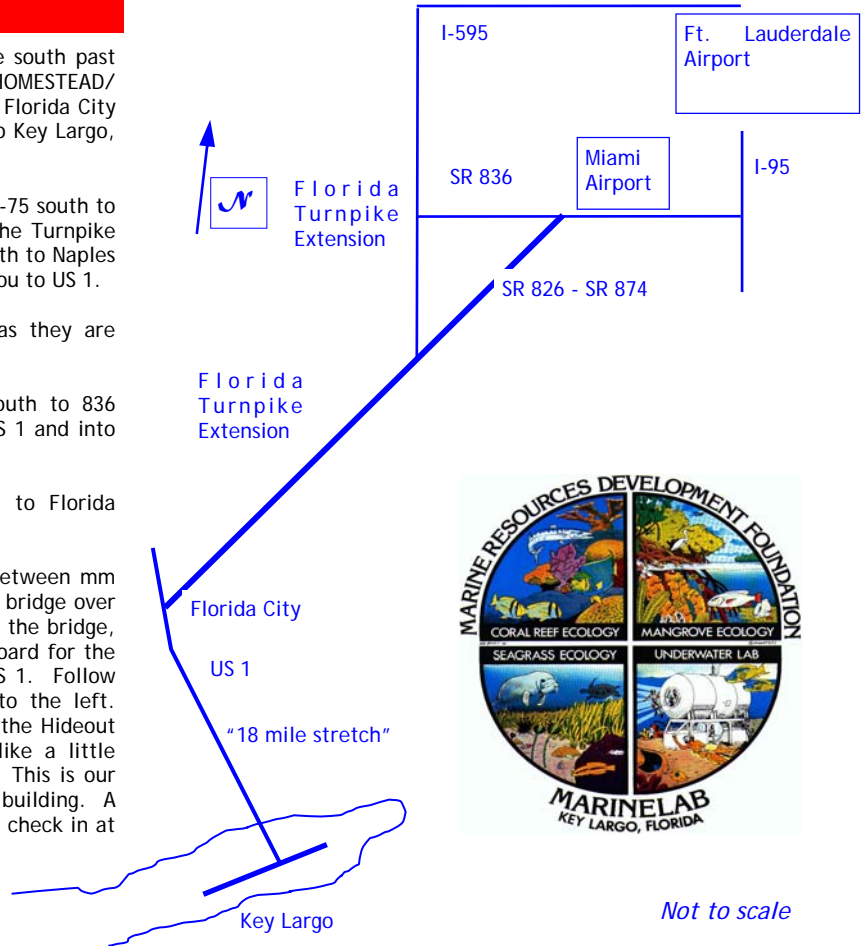 e south past
HOMESTEAD/
Florida City
o Key Largo,
-75 south to
he Turnpike
th to Naples
ou to US 1.
as they are
outh to 836
S 1 and into
to Florida
etween mm
bridge over
the bridge,
oard for the
S 1. Follow
to the left.
the Hideout
like a little
This is our
building. A
check in at
I-595
Ft. Lauderdale
Airport
N
Florida
Turnpike
Extension
SR 836
Miami
Airport
I-95
SR 826 - SR 874
Florida
Turnpike
Extension
Florida City
US 1
"18 mile stretch"
Key Largo
MARINE RESOURCES DEVELOPMENT FOUNDATION
CORAL REEF ECOLOGY
MANGROVE ECOLOGY
SEAGRASS ECOLOGY
UNDERWATER LAB
MARINELAB
KEY LARGO, FLORIDA
Not to scale